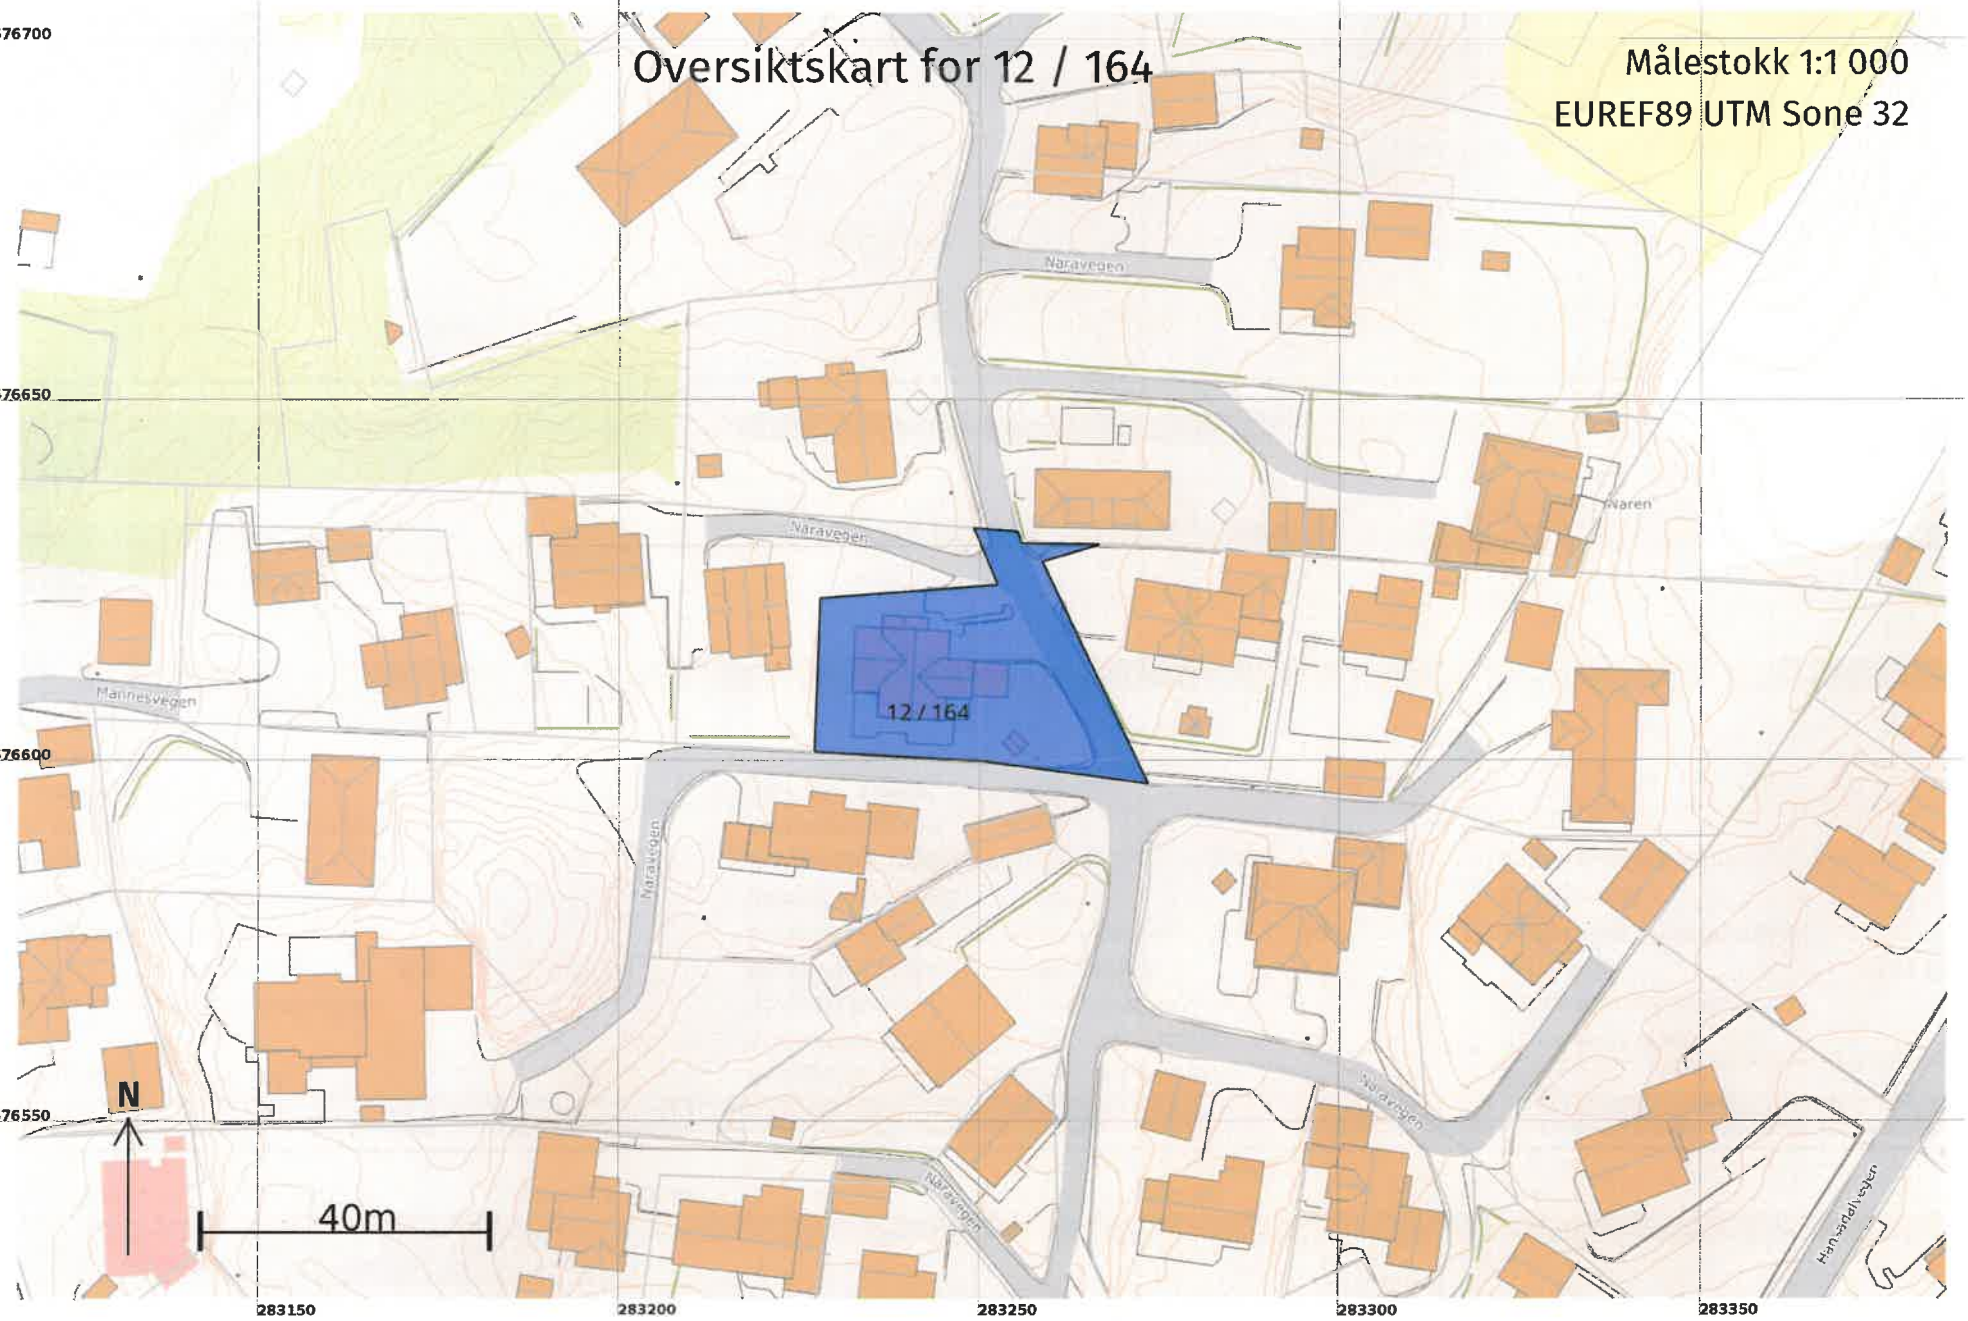 Oversiktskart for 12 / 164
Målestokk 1:1 000
EUREF89 UTM Sone 32
76700
Naravegen
76650
Naren
Naravegen
Mannesvegen
12 / 164
76600
Naravegen
Naravegen
N
76550
40m
Naravegen
283150
283200
283250
283300
283350